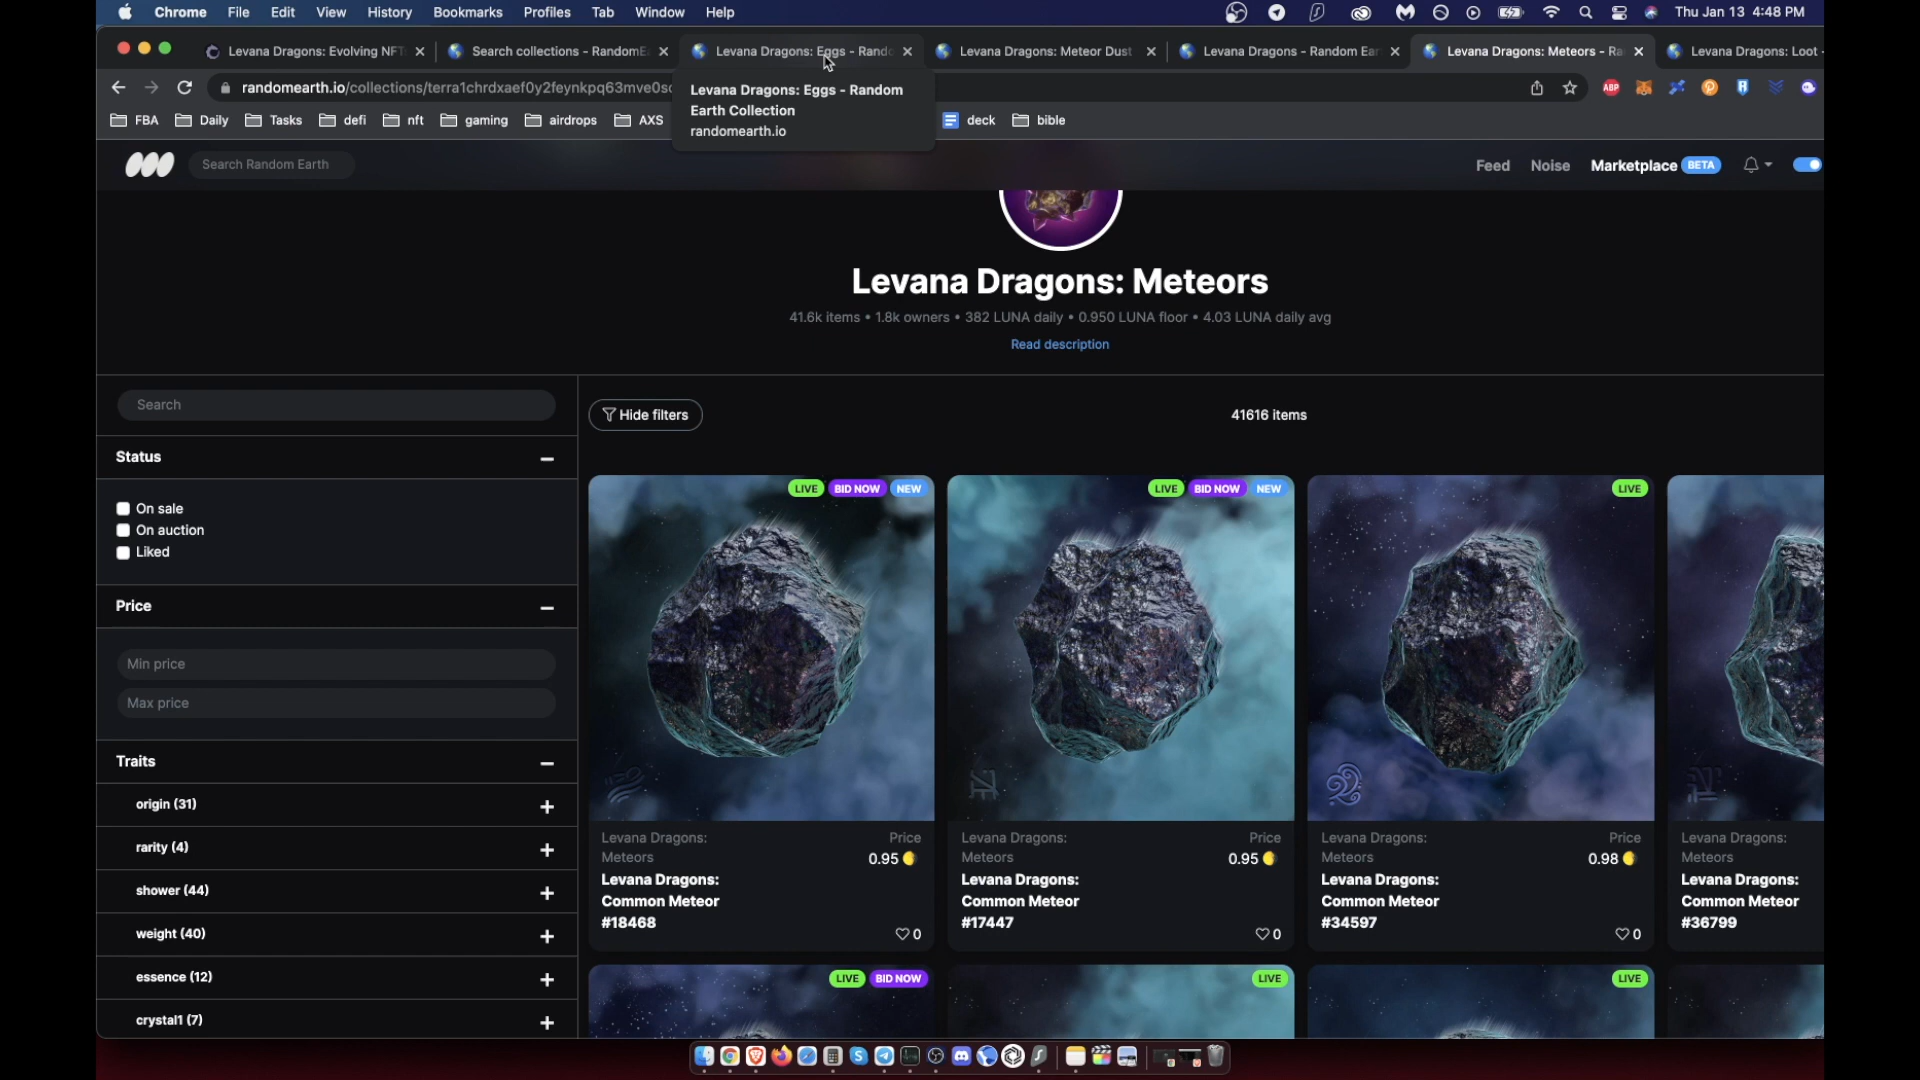 Chrome File Edit View History Bookmarks Profiles Tab Window Help
Thu Jan 13 4:48 PM
Levana Dragons: Evolving NFT
Search collections - RandomE
Levana Dragons: Eggs - Rand
Levana Dragons: Meteor Dust
Levana Dragons - Random Ear
Levana Dragons: Meteors - Ra
Levana Dragons: Loot -
randomearth.io/collections/terra1chrdxaef0y2feynkpq63mve0s
ABP
Levana Dragons: Eggs - Random
Earth Collection
randomearth.io
FBA Daily Tasks defi nft gaming airdrops AXS deck bible
Search Random Earth
Feed Noise Marketplace BETA
Levana Dragons: Meteors
41.6k items • 1.8k owners • 382 LUNA daily • 0.950 LUNA floor • 4.03 LUNA daily avg
Read description
Search
Hide filters
41616 items
Status
On sale
On auction
Liked
Price
Min price
Max price
Traits
origin (31)
rarity (4)
shower (44)
weight (40)
essence (12)
crystal1 (7)
LIVE BID NOW NEW
Levana Dragons: Price
Meteors 0.95
Levana Dragons:
Common Meteor
#18468
0
LIVE BID NOW NEW
Levana Dragons: Price
Meteors 0.95
Levana Dragons:
Common Meteor
#17447
0
LIVE
Levana Dragons: Price
Meteors 0.98
Levana Dragons:
Common Meteor
#34597
0
Levana Dragons:
Meteors
Levana Dragons:
Common Meteor
#36799
LIVE BID NOW
LIVE
LIVE